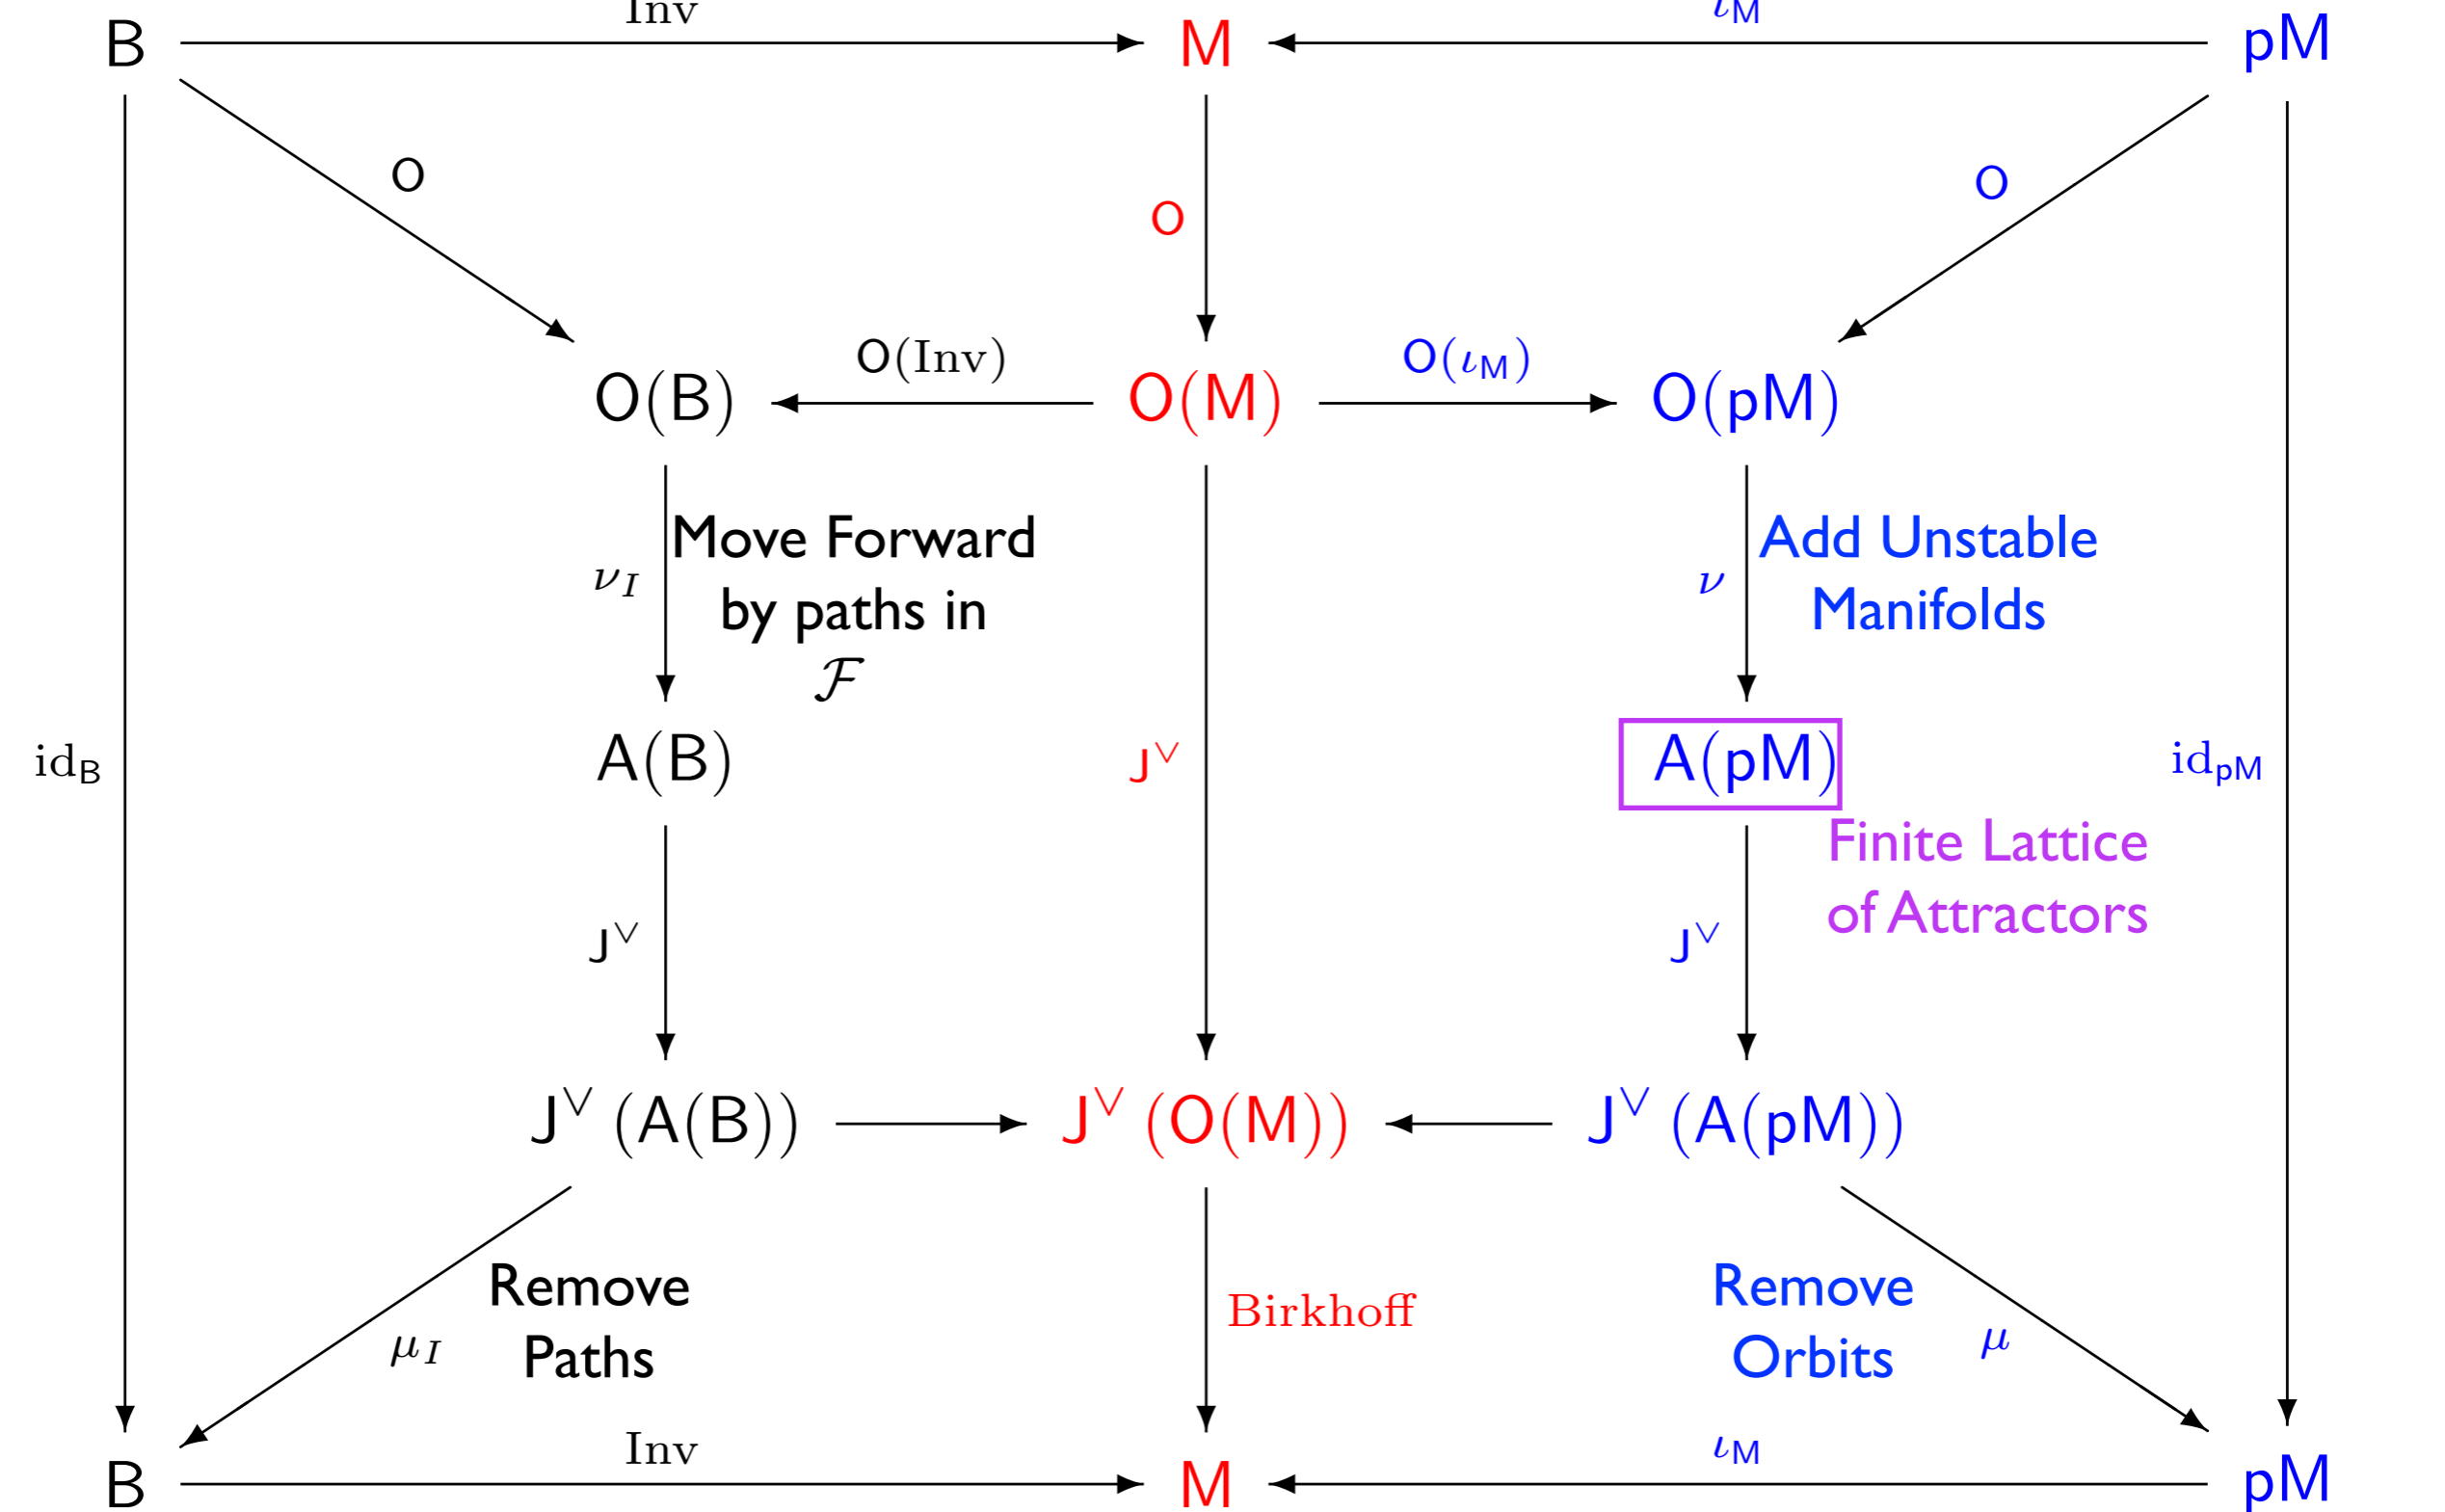 Inv
ι_M
B
M
pM
O
O
O
O(Inv)
O(ι_M)
O(B)
O(M)
O(pM)
Move Forward
by paths in
ℱ
Add Unstable
Manifolds
ν_I
ν
A(B)
A(pM)
id_B
J^∨
id_pM
Finite Lattice
of Attractors
J^∨
J^∨
J^∨(A(B))
J^∨(O(M))
J^∨(A(pM))
Remove
Paths
Birkhoff
Remove
Orbits
μ_I
μ
Inv
ι_M
B
M
pM